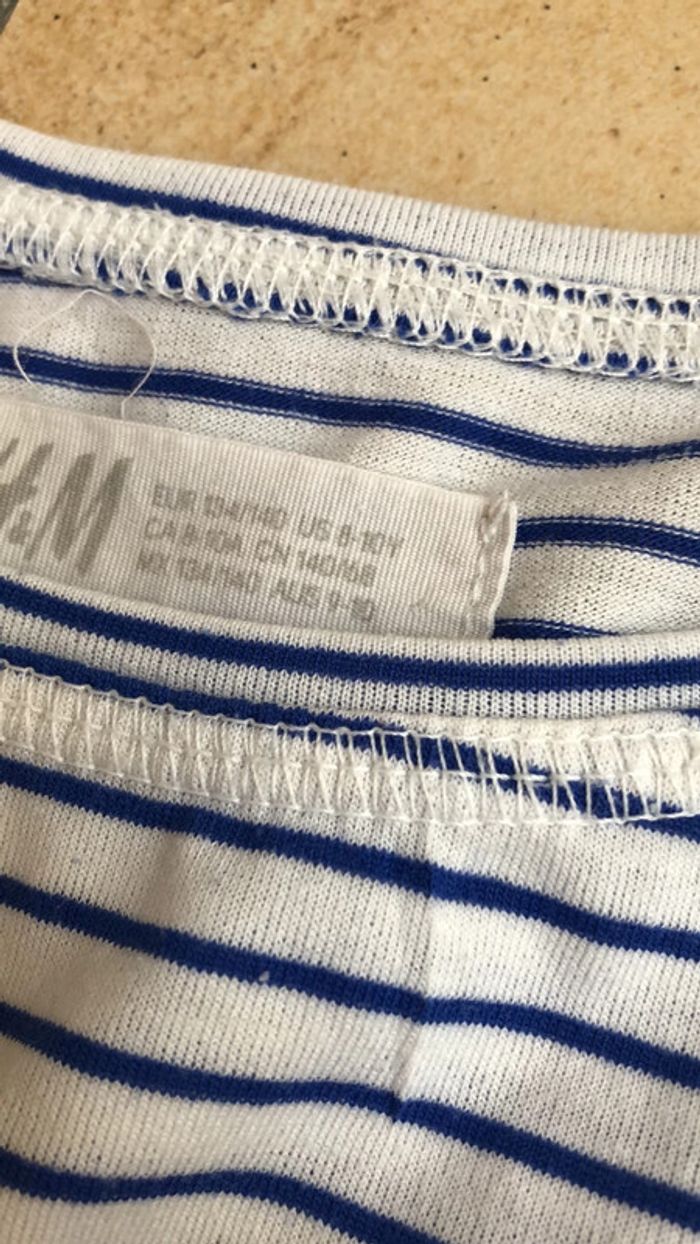 H&M
EUR 134/140 US 8-10Y
CA 8-10A, CN 140/
MX 134/140 AUS